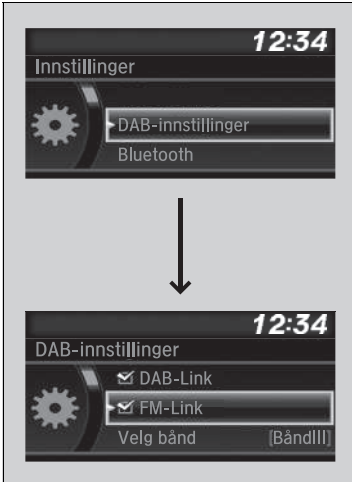 12:34
Innstillinger
DAB-innstillinger
Bluetooth
12:34
DAB-innstillinger
DAB-Link
FM-Link
Velg bånd [BåndIII]